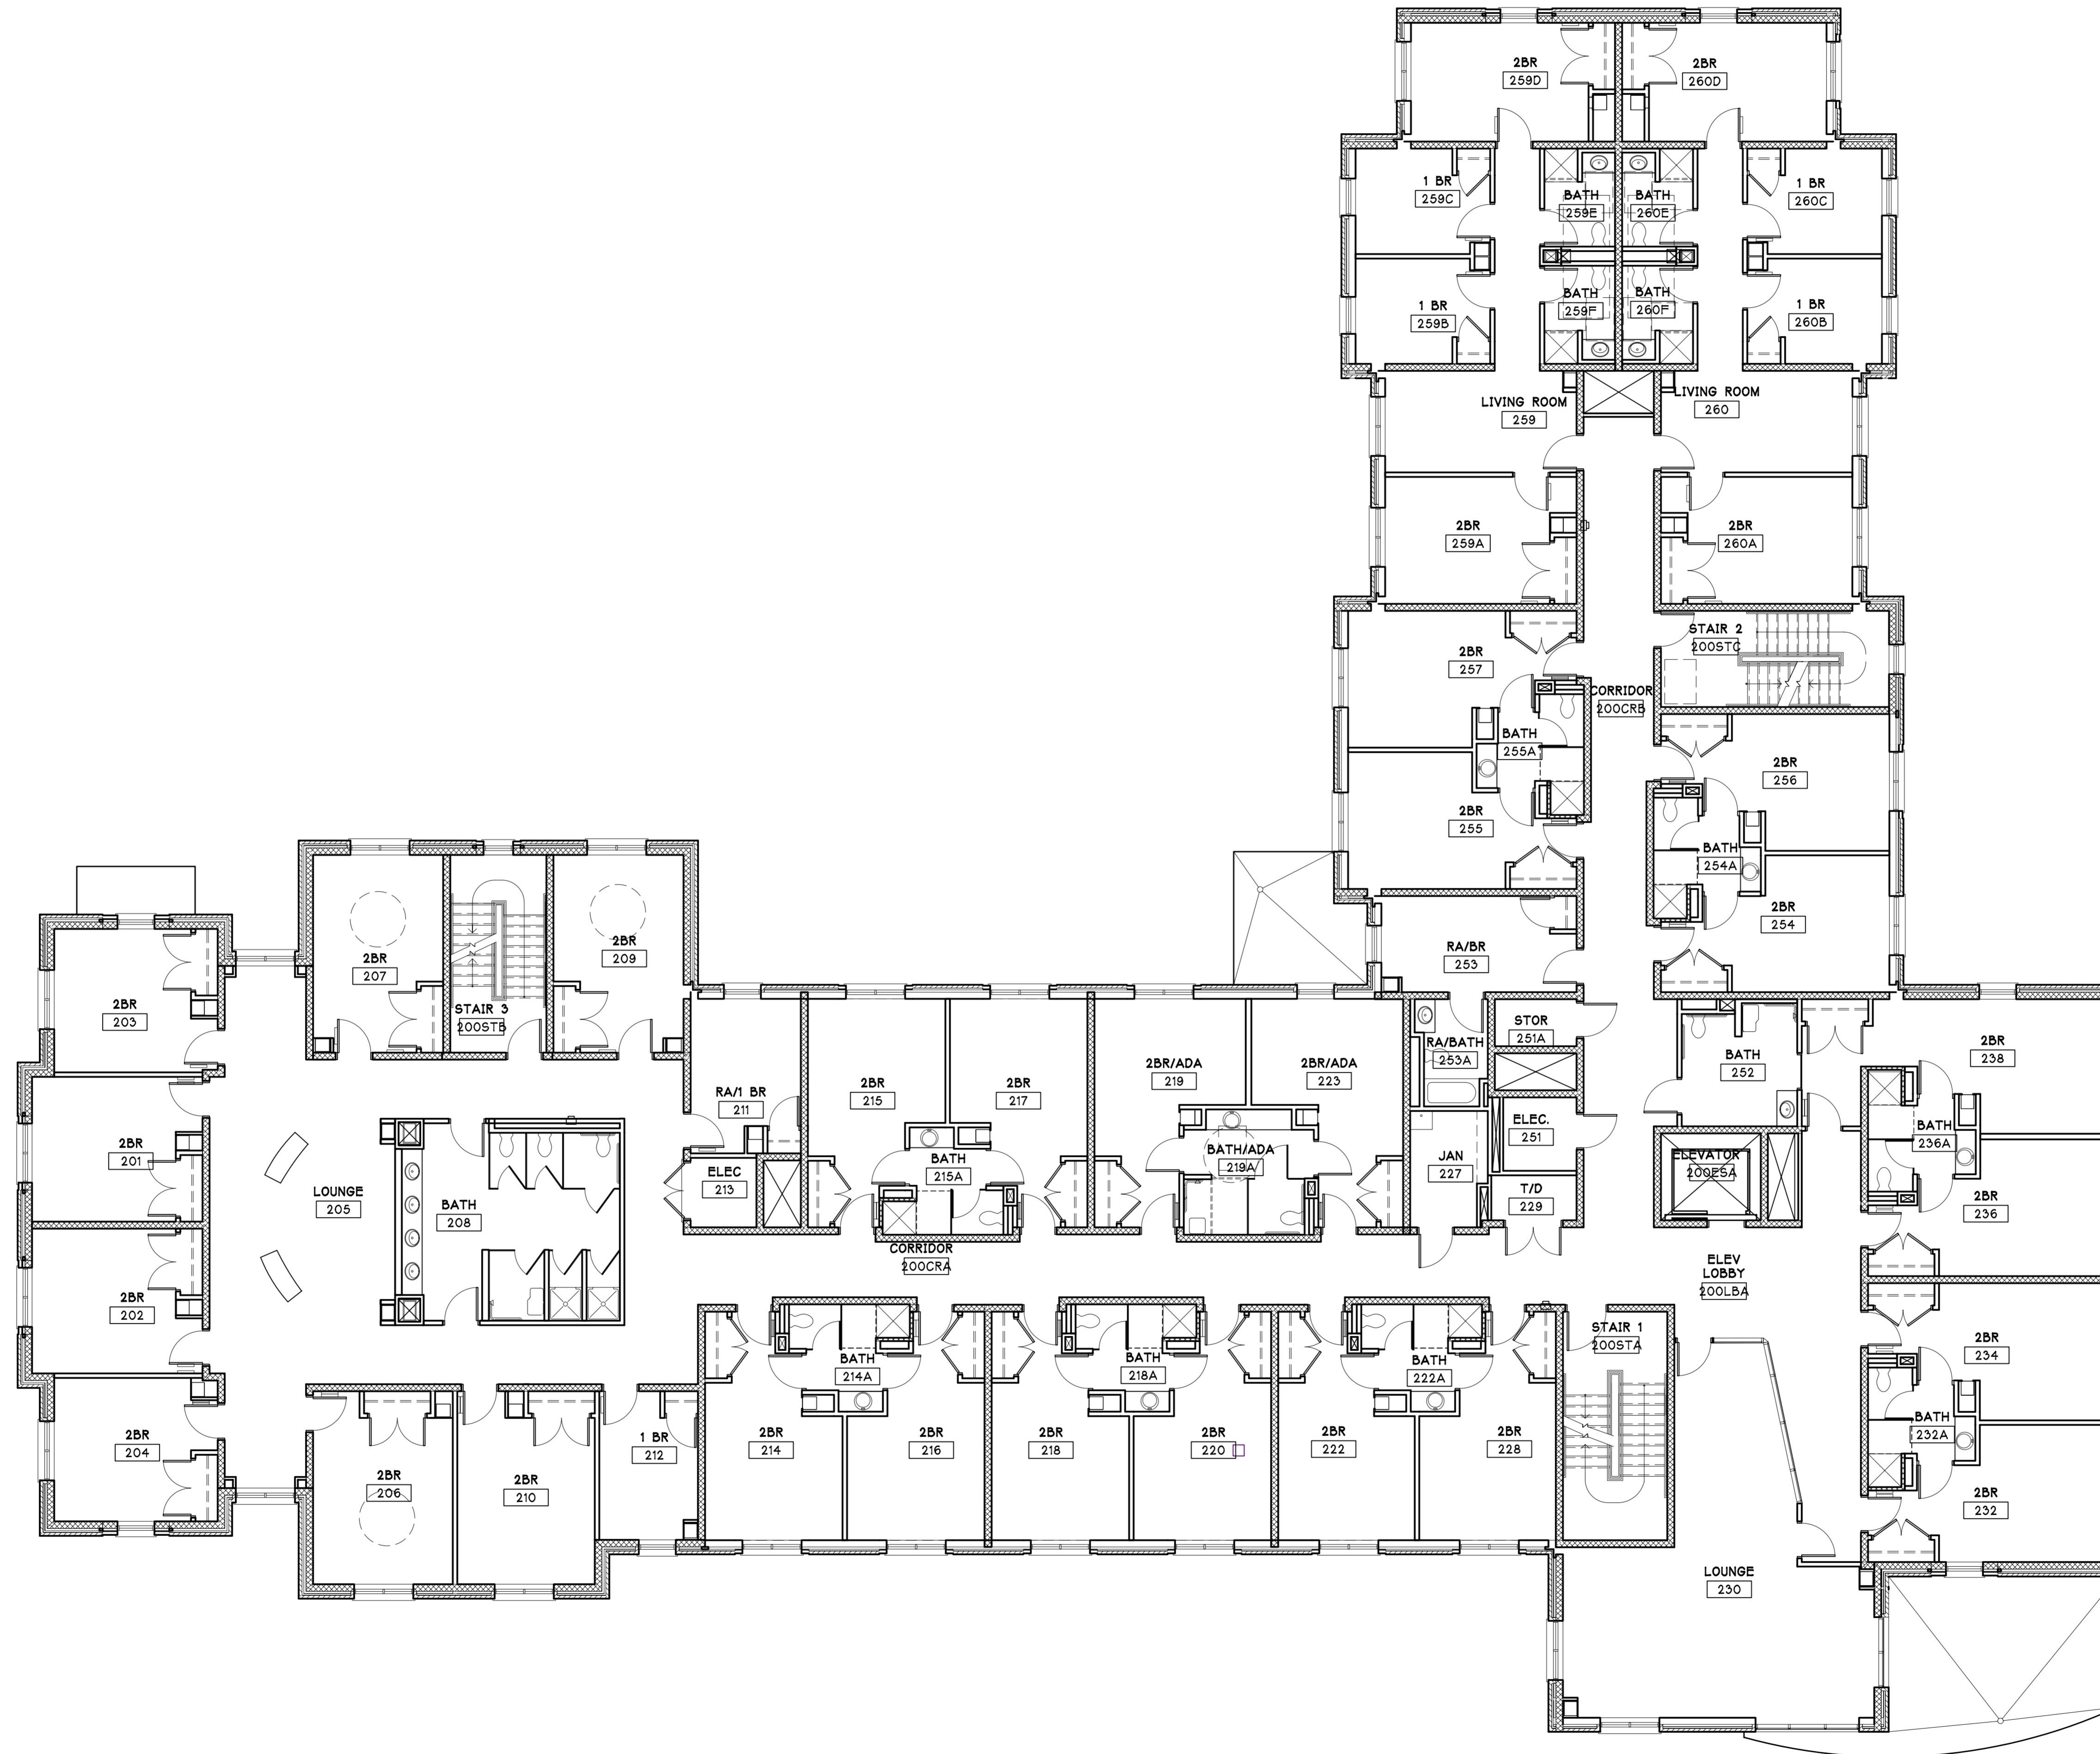 2BR
259D
2BR
260D
1 BR
259C
BATH
259E
BATH
260E
1 BR
260C
1 BR
259B
BATH
259F
BATH
260F
1 BR
260B
LIVING ROOM
259
LIVING ROOM
260
2BR
259A
2BR
260A
2BR
257
STAIR 2
200STC
CORRIDOR
200CRB
BATH
255A
2BR
256
2BR
255
BATH
254A
2BR
254
RA/BR
253
2BR
207
STAIR 3
200STB
2BR
209
2BR
203
RA/1 BR
211
2BR
215
2BR
217
2BR/ADA
219
2BR/ADA
223
RA/BATH
253A
STOR
251A
BATH
252
2BR
238
2BR
201
LOUNGE
205
BATH
208
ELEC
213
BATH
215A
BATH/ADA
219A
JAN
227
ELEC.
251
T/D
229
ELEVATOR
200ESA
BATH
236A
2BR
236
CORRIDOR
200CRA
ELEV
LOBBY
200LBA
2BR
202
2BR
204
2BR
206
2BR
210
1 BR
212
BATH
214A
2BR
214
2BR
216
BATH
218A
2BR
218
2BR
220
BATH
222A
2BR
222
2BR
228
STAIR 1
200STA
2BR
234
BATH
232A
2BR
232
LOUNGE
230